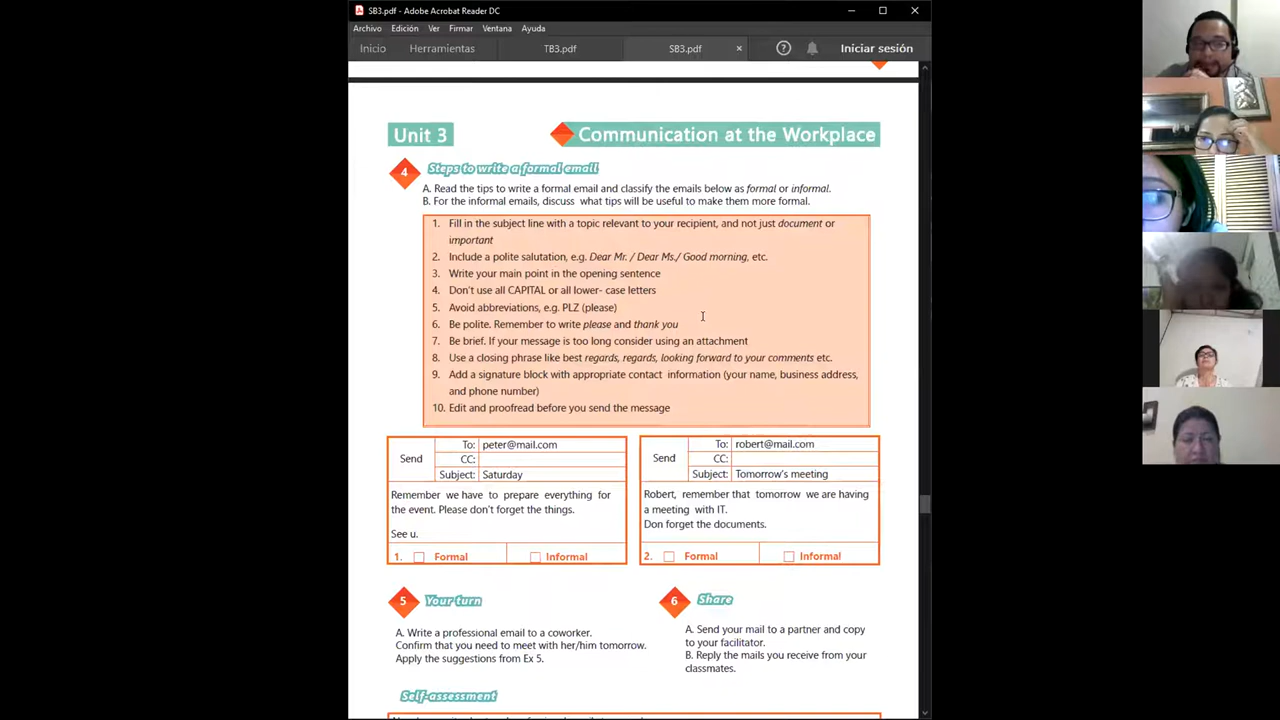 SB3.pdf - Adobe Acrobat Reader DC
Archivo Edición Ver Firmar Ventana Ayuda
Inicio Herramientas TB3.pdf SB3.pdf × Iniciar sesión
Unit 3 Communication at the Workplace
4 Steps to write a formal email
A. Read the tips to write a formal email and classify the emails below as formal or informal.
B. For the informal emails, discuss what tips will be useful to make them more formal.
1. Fill in the subject line with a topic relevant to your recipient, and not just document or
important
2. Include a polite salutation, e.g. Dear Mr. / Dear Ms./ Good morning, etc.
3. Write your main point in the opening sentence
4. Don't use all CAPITAL or all lower- case letters
5. Avoid abbreviations, e.g. PLZ (please)
6. Be polite. Remember to write please and thank you
7. Be brief. If your message is too long consider using an attachment
8. Use a closing phrase like best regards, regards, looking forward to your comments etc.
9. Add a signature block with appropriate contact information (your name, business address,
and phone number)
10. Edit and proofread before you send the message
Send
To: peter@mail.com
CC:
Subject: Saturday
Remember we have to prepare everything for
the event. Please don't forget the things.
See u.
1. Formal Informal
Send
To: robert@mail.com
CC:
Subject: Tomorrow's meeting
Robert, remember that tomorrow we are having
a meeting with IT.
Don forget the documents.
2. Formal Informal
5 Your turn
A. Write a professional email to a coworker.
Confirm that you need to meet with her/him tomorrow.
Apply the suggestions from Ex 5.
6 Share
A. Send your mail to a partner and copy
to your facilitator.
B. Reply the mails you receive from your
classmates.
Self-assessment